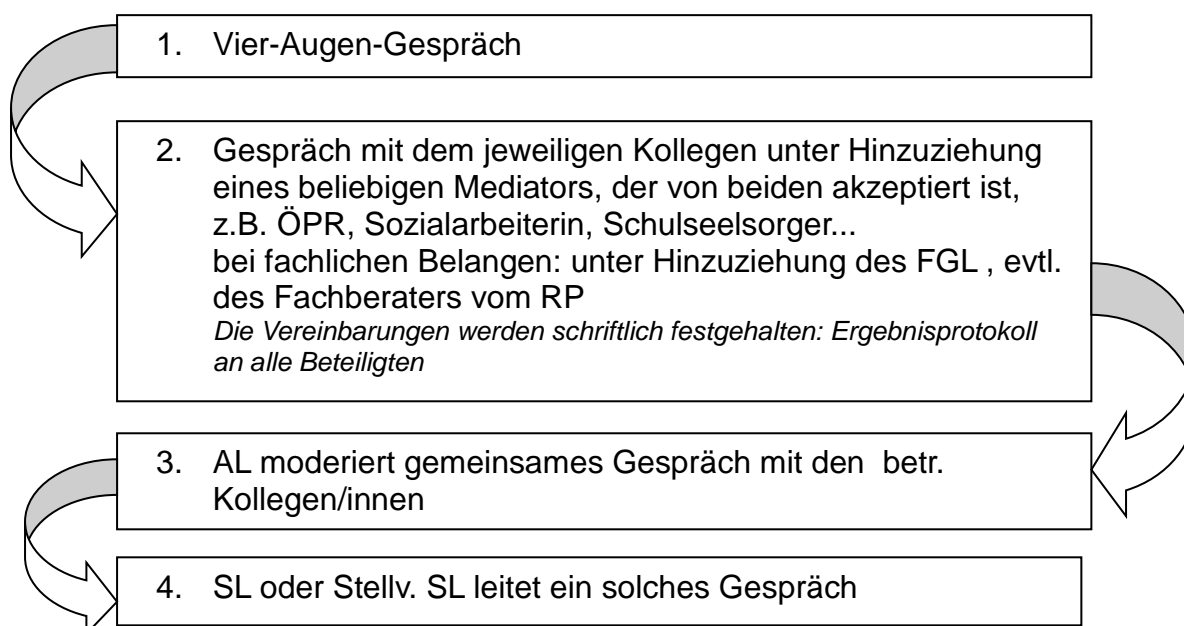 1. Vier-Augen-Gespräch
2. Gespräch mit dem jeweiligen Kollegen unter Hinzuziehung
eines beliebigen Mediators, der von beiden akzeptiert ist,
z.B. ÖPR, Sozialarbeiterin, Schulseelsorger...
bei fachlichen Belangen: unter Hinzuziehung des FGL , evtl.
des Fachberaters vom RP
Die Vereinbarungen werden schriftlich festgehalten: Ergebnisprotokoll
an alle Beteiligten
3. AL moderiert gemeinsames Gespräch mit den betr.
Kollegen/innen
4. SL oder Stellv. SL leitet ein solches Gespräch